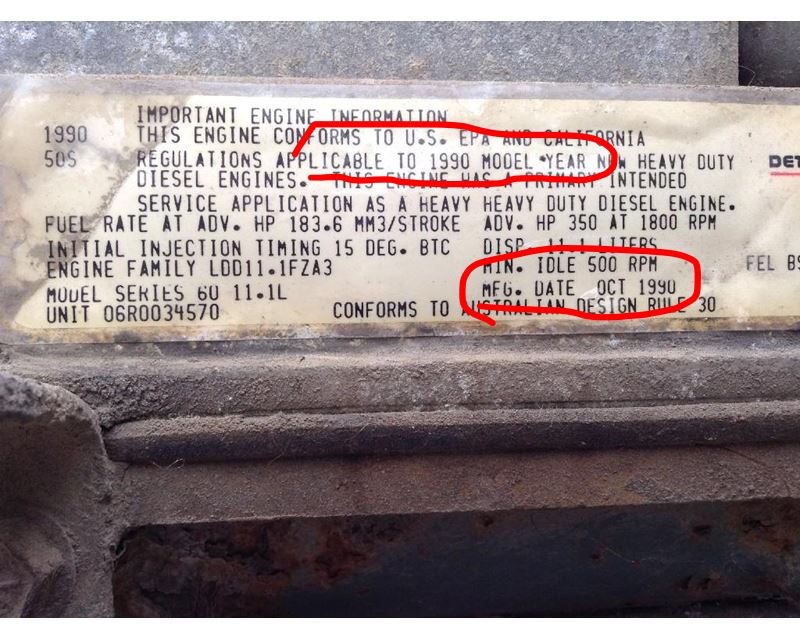 IMPORTANT ENGINE INFORMATION
1990 THIS ENGINE CONFORMS TO U.S. EPA AND CALIFORNIA
50S REGULATIONS APPLICABLE TO 1990 MODEL YEAR NEW HEAVY DUTY
DIESEL ENGINES. THIS ENGINE HAS A PRIMARY INTENDED
SERVICE APPLICATION AS A HEAVY HEAVY DUTY DIESEL ENGINE.
FUEL RATE AT ADV. HP 183.6 MM3/STROKE ADV. HP 350 AT 1800 RPM
INITIAL INJECTION TIMING 15 DEG. BTC DISP. 11.1 LITERS
ENGINE FAMILY LDD11.1FZA3 MIN. IDLE 500 RPM FEL
MODEL SERIES 60 11.1L MFG. DATE OCT 1990
UNIT 06R0034570 CONFORMS TO AUSTRALIAN DESIGN RULE 30
DET